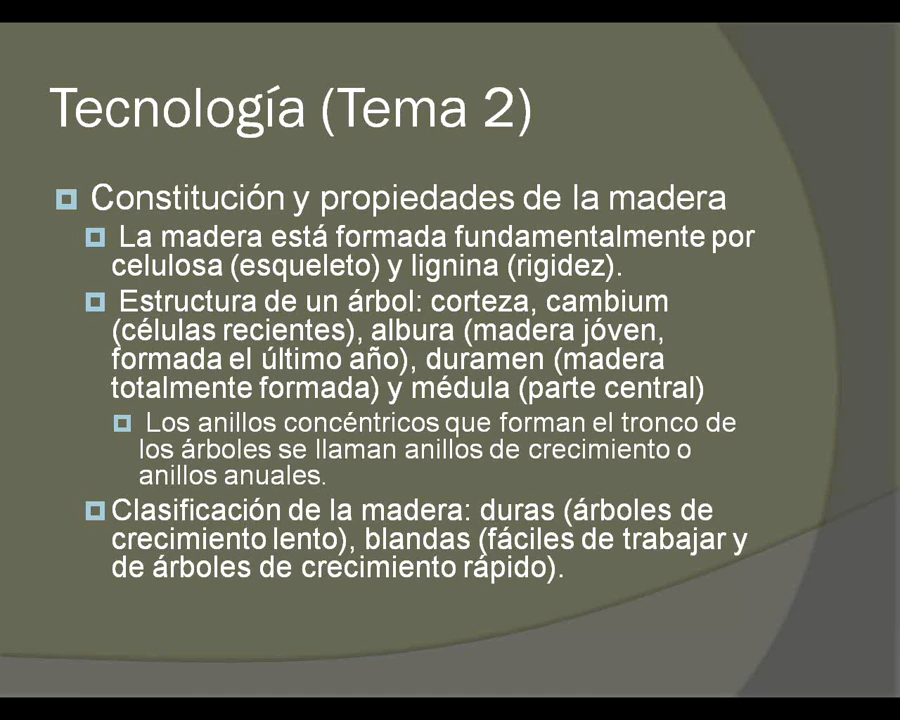 Tecnología (Tema 2)
Constitución y propiedades de la madera
La madera está formada fundamentalmente por
celulosa (esqueleto) y lignina (rigidez).
Estructura de un árbol: corteza, cambium
(células recientes), albura (madera jóven,
formada el último año), duramen (madera
totalmente formada) y médula (parte central)
Los anillos concéntricos que forman el tronco de
los árboles se llaman anillos de crecimiento o
anillos anuales.
Clasificación de la madera: duras (árboles de
crecimiento lento), blandas (fáciles de trabajar y
de árboles de crecimiento rápido).